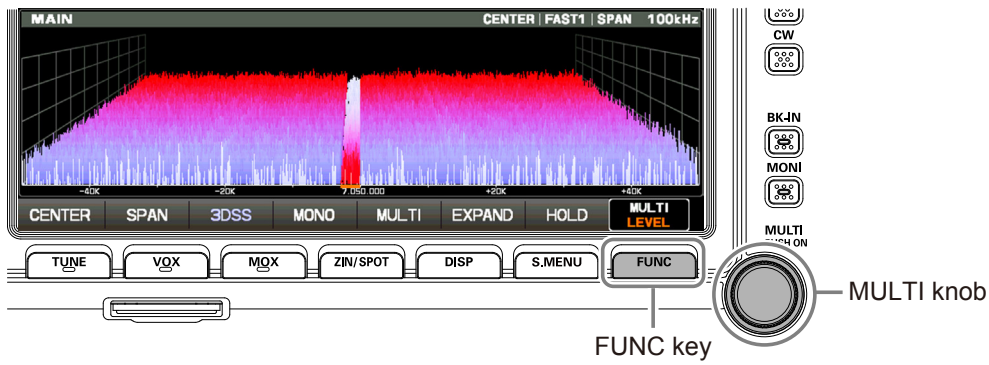 MAIN
CENTER | FAST1 | SPAN 100kHz
-40K -20K 7.050.000 +20K +40K
CENTER SPAN 3DSS MONO MULTI EXPAND HOLD MULTI
LEVEL
TUNE VOX MOX ZIN/SPOT DISP S.MENU FUNC
CW
BK-IN
MONI
MULTI
PUSH ON
MULTI knob
FUNC key